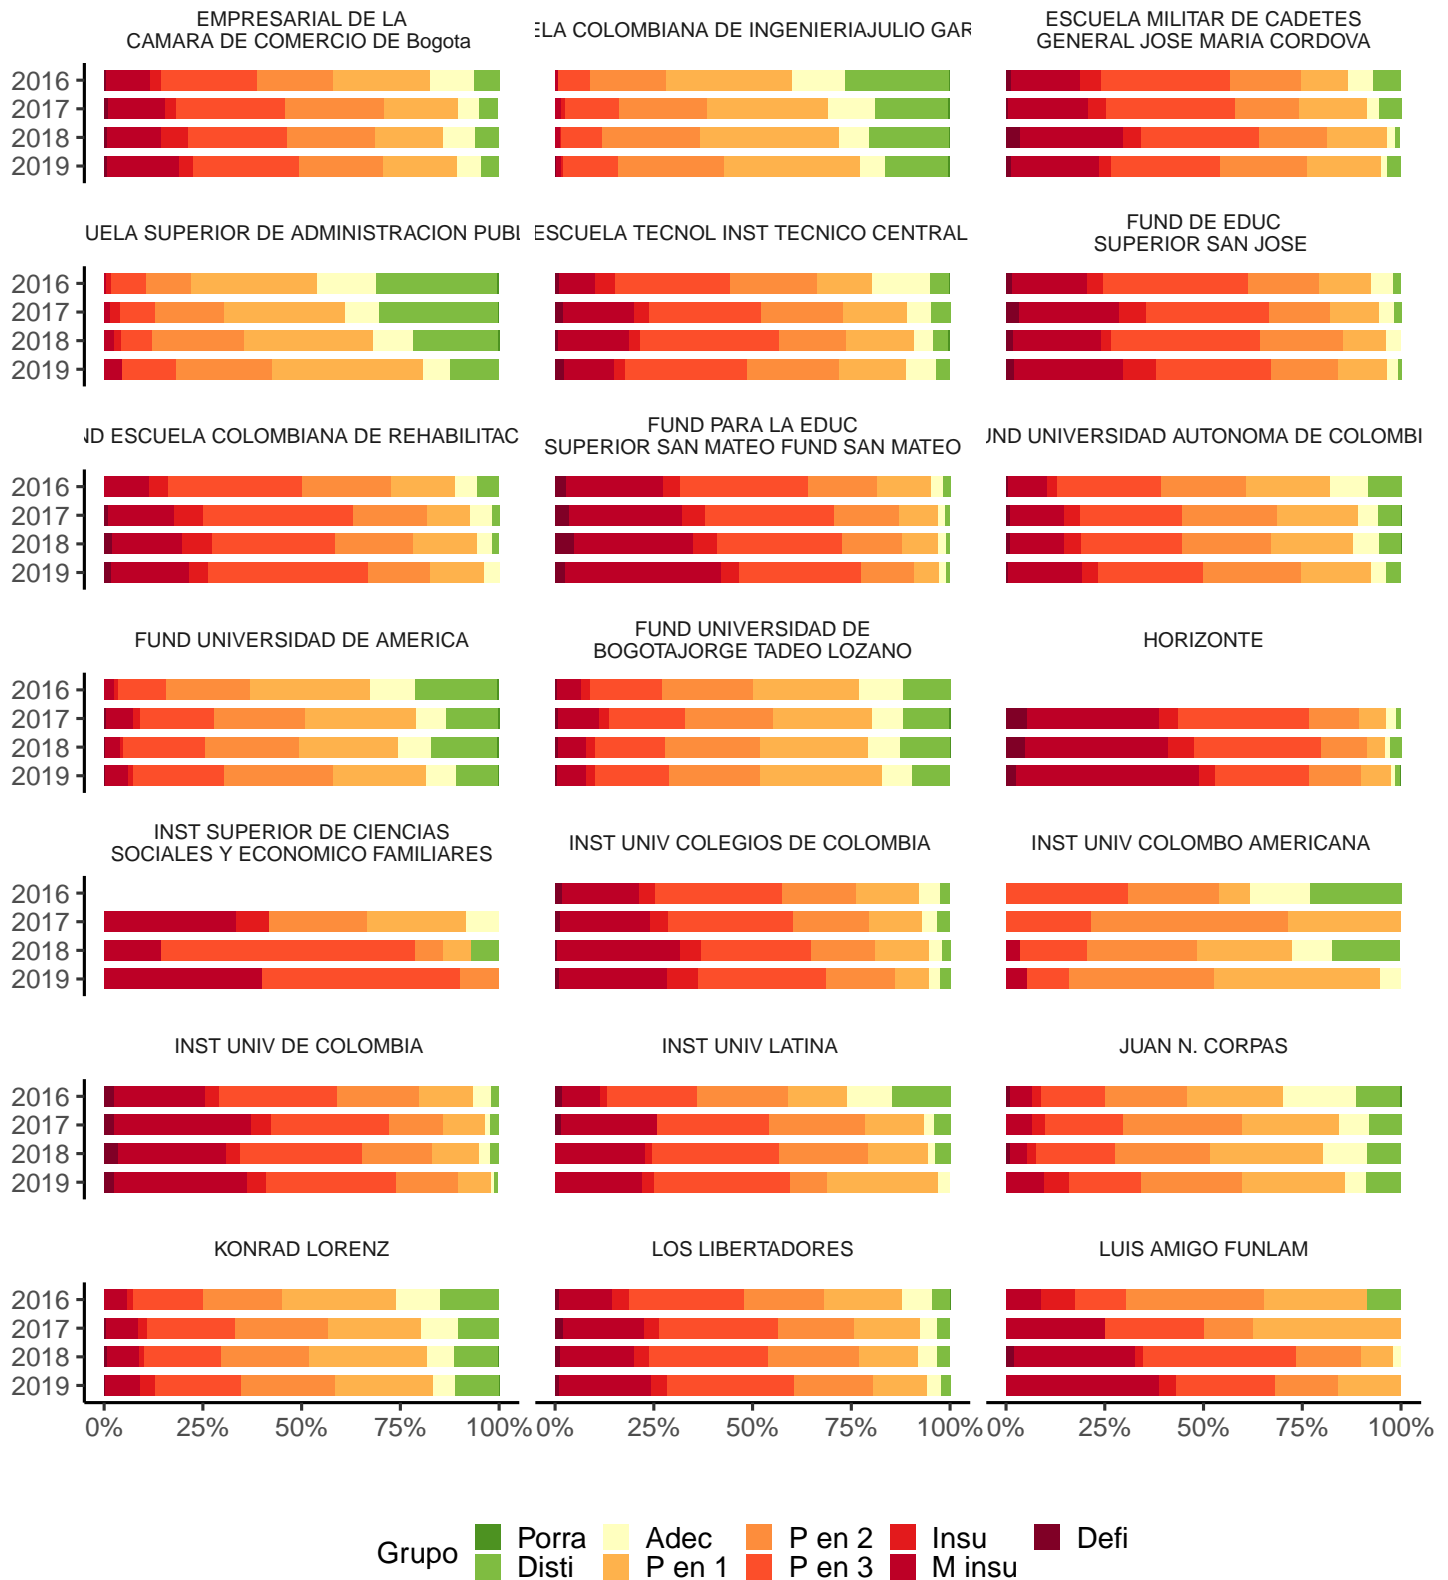 EMPRESARIAL DE LA
CAMARA DE COMERCIO DE Bogota
ELA COLOMBIANA DE INGENIERIAJULIO GAR
ESCUELA MILITAR DE CADETES
GENERAL JOSE MARIA CORDOVA
2016
2017
2018
2019
UELA SUPERIOR DE ADMINISTRACION PUBL
ESCUELA TECNOL INST TECNICO CENTRAL
FUND DE EDUC
SUPERIOR SAN JOSE
2016
2017
2018
2019
ND ESCUELA COLOMBIANA DE REHABILITAC
FUND PARA LA EDUC
SUPERIOR SAN MATEO FUND SAN MATEO
UND UNIVERSIDAD AUTONOMA DE COLOMBI
2016
2017
2018
2019
FUND UNIVERSIDAD DE AMERICA
FUND UNIVERSIDAD DE
BOGOTAJORGE TADEO LOZANO
HORIZONTE
2016
2017
2018
2019
INST SUPERIOR DE CIENCIAS
SOCIALES Y ECONOMICO FAMILIARES
INST UNIV COLEGIOS DE COLOMBIA
INST UNIV COLOMBO AMERICANA
2016
2017
2018
2019
INST UNIV DE COLOMBIA
INST UNIV LATINA
JUAN N. CORPAS
2016
2017
2018
2019
KONRAD LORENZ
LOS LIBERTADORES
LUIS AMIGO FUNLAM
2016
2017
2018
2019
0% 25% 50% 75% 100%
0% 25% 50% 75% 100%
0% 25% 50% 75% 100%
Grupo
Porra Adec P en 2 Insu Defi
Disti P en 1 P en 3 M insu